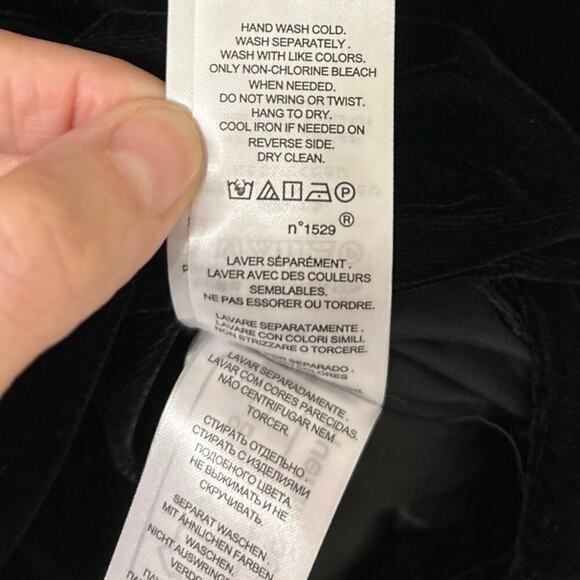 HAND WASH COLD.
WASH SEPARATELY .
WASH WITH LIKE COLORS.
ONLY NON-CHLORINE BLEACH
WHEN NEEDED.
DO NOT WRING OR TWIST.
HANG TO DRY.
COOL IRON IF NEEDED ON
REVERSE SIDE.
DRY CLEAN.
P
n°1529 ®
LAVER SÉPARÉMENT .
LAVER AVEC DES COULEURS
SEMBLABLES.
NE PAS ESSORER OU TORDRE.
LAVARE SEPARATAMENTE .
LAVARE CON COLORI SIMILI.
NON STRIZZARE O TORCERE.
POR SEPARADO .
LAVAR SEPARADAMENTE .
LAVAR COM CORES PARECIDAS.
NÃO CENTRIFUGAR NEM
TORCER.
СТИРАТЬ ОТДЕЛЬНО .
СТИРАТЬ С ИЗДЕЛИЯМИ
ПОДОБНОГО ЦВЕТА.
НЕ ВЫЖИМАТЬ И НЕ
СКРУЧИВАТЬ.
SEPARAT WASCHEN .
MIT ÄHNLICHEN FARBEN
WASCHEN.
NICHT